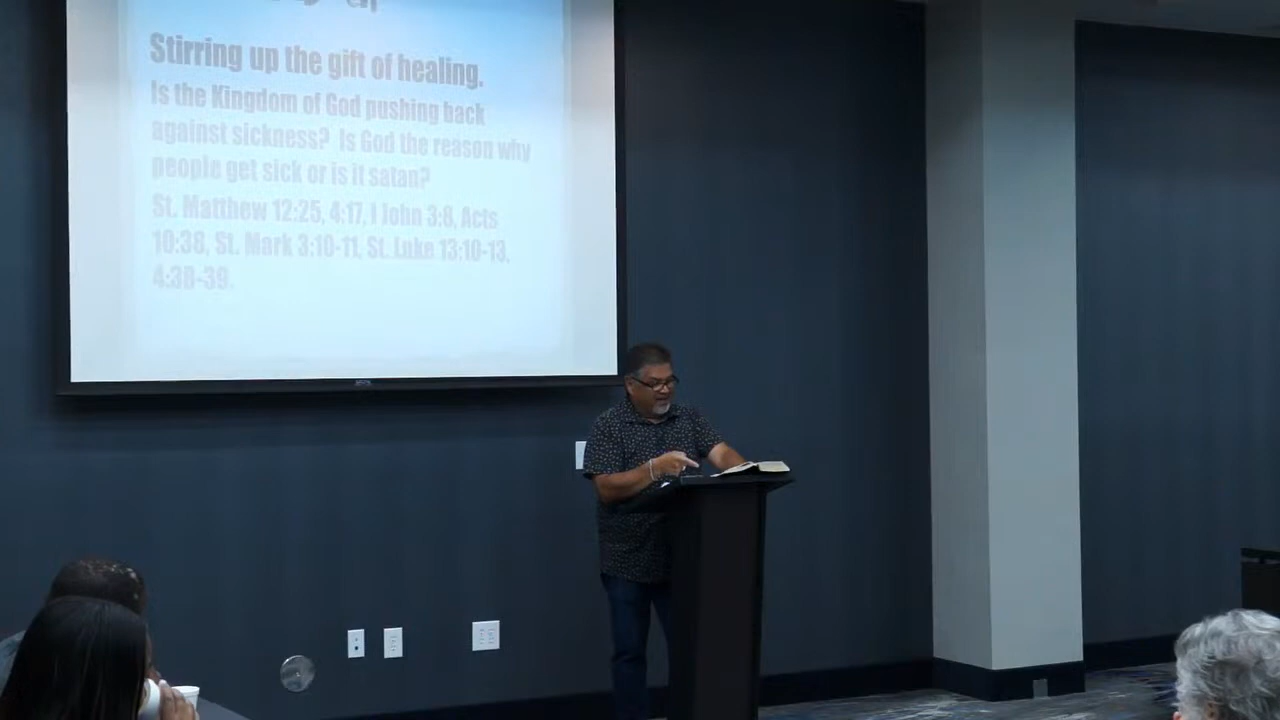 Stirring up the gift of healing.
Is the Kingdom of God pushing back
against sickness? Is God the reason why
people get sick or is it satan?
St. Matthew 12:25, 4:17, I John 3:8, Acts
10:38, St. Mark 3:10-11, St. Luke 13:10-13,
4:38-39.